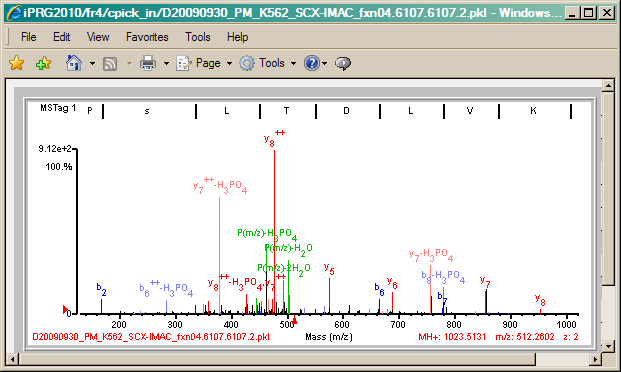 iPRG2010/fr4/cpick_in/D20090930_PM_K562_SCX-IMAC_fxn04.6107.6107.2.pkl - Windows...
File Edit View Favorites Tools Help
Page Tools
MSTag 1 P s L T D L V K
y8++
9.12e+2
100.%
y7++-H3PO4
P(m/z)-H3PO4
P(m/z)-H2O
y7-H3PO4
P(m/z)-2H2O
y5
b8-H3PO4
b2
b6++-H3PO4
y8++-H3PO4,y7++
b6
y6
b7
y7
y8
0
200 300 400 500 600 700 800 900 1000
D20090930_PM_K562_SCX-IMAC_fxn04.6107.6107.2.pkl Mass (m/z) MH+: 1023.5131 m/z: 512.2602 z: 2